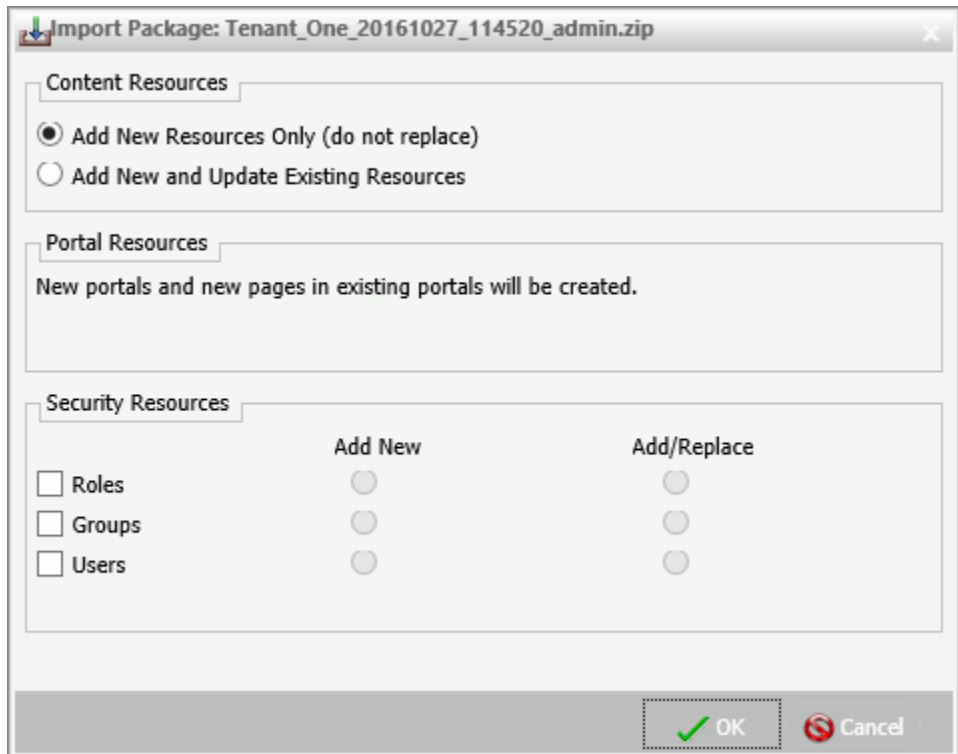 Import Package: Tenant_One_20161027_114520_admin.zip
Content Resources
Add New Resources Only (do not replace)
Add New and Update Existing Resources
Portal Resources
New portals and new pages in existing portals will be created.
Security Resources
Add New Add/Replace
Roles
Groups
Users
OK Cancel